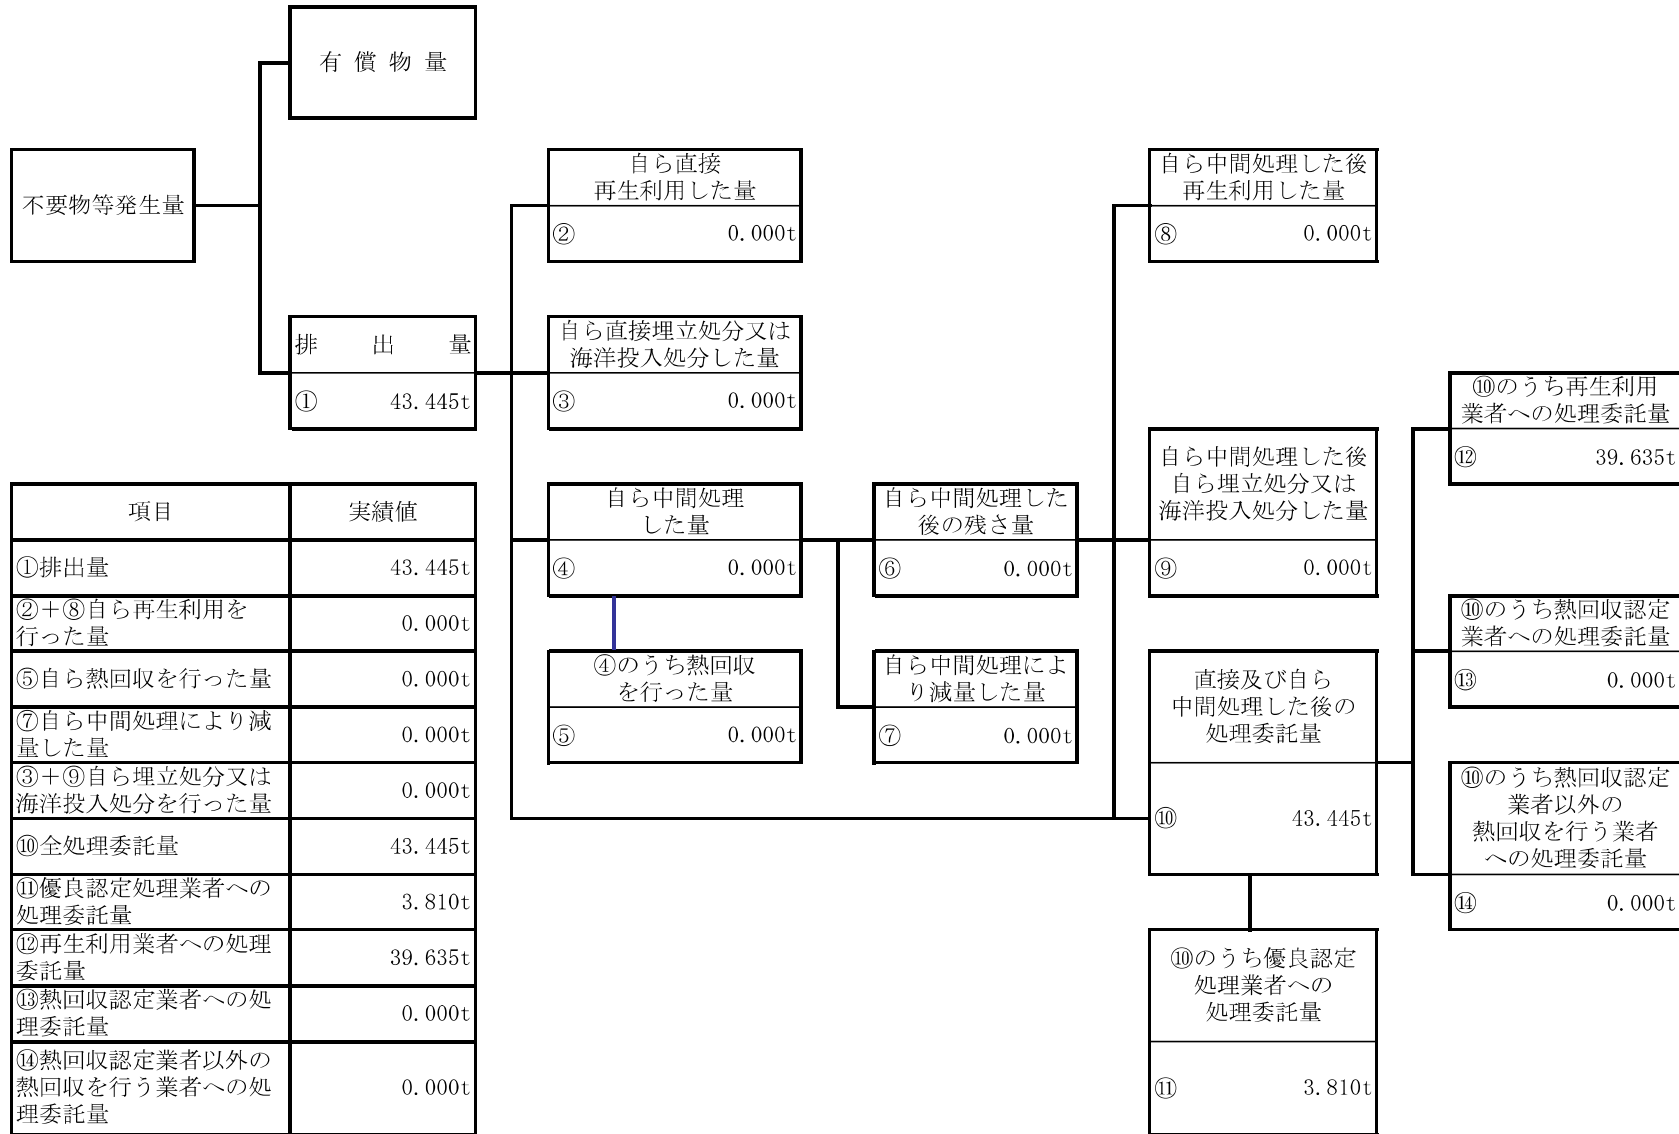 有償物量
不要物等発生量
排出量
① 43.445t
自ら直接
再生利用した量
② 0.000t
自ら直接埋立処分又は
海洋投入処分した量
③ 0.000t
自ら中間処理
した量
④ 0.000t
④のうち熱回収
を行った量
⑤ 0.000t
自ら中間処理した
後の残さ量
⑥ 0.000t
自ら中間処理によ
り減量した量
⑦ 0.000t
自ら中間処理した後
再生利用した量
⑧ 0.000t
自ら中間処理した後
自ら埋立処分又は
海洋投入処分した量
⑨ 0.000t
直接及び自ら
中間処理した後の
処理委託量
⑩ 43.445t
⑩のうち優良認定
処理業者への
処理委託量
⑪ 3.810t
⑩のうち再生利用
業者への処理委託量
⑫ 39.635t
⑩のうち熱回収認定
業者への処理委託量
⑬ 0.000t
⑩のうち熱回収認定
業者以外の
熱回収を行う業者
への処理委託量
⑭ 0.000t
項目 実績値
①排出量 43.445t
②+⑧自ら再生利用を
行った量 0.000t
⑤自ら熱回収を行った量 0.000t
⑦自ら中間処理により減
量した量 0.000t
③+⑨自ら埋立処分又は
海洋投入処分を行った量 0.000t
⑩全処理委託量 43.445t
⑪優良認定処理業者への
処理委託量 3.810t
⑫再生利用業者への処理
委託量 39.635t
⑬熱回収認定業者への処
理委託量 0.000t
⑭熱回収認定業者以外の
熱回収を行う業者への処
理委託量 0.000t